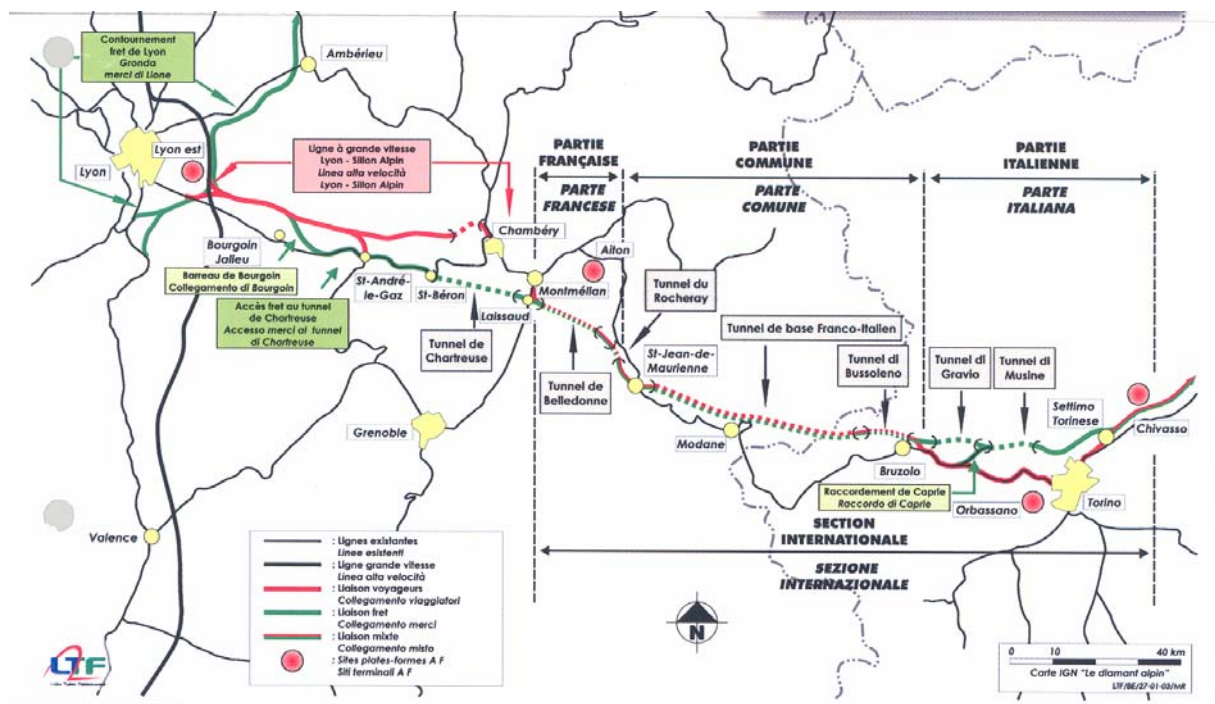 Contournement
fret de Lyon
Gronda
merci di Lione
Ambérieu
Lyon est
Lyon
Ligne à grande vitesse
Lyon - Sillon Alpin
Linea alta velocità
Lyon - Sillon Alpin
PARTIE
FRANÇAISE
PARTE
FRANCESE
PARTIE
COMMUNE
PARTE
COMUNE
PARTIE
ITALIENNE
PARTE
ITALIANA
Chambéry
Aiton
Bourgoin
Jalieu
Barreau de Bourgoin
Collegamento di Bourgoin
St-André-
le-Gaz
St-Béron
Montmélian
Laissaud
Tunnel du
Rocheray
Accès fret au tunnel
de Chartreuse
Accesso merci al tunnel
di Chartreuse
Tunnel de
Chartreuse
Tunnel de base Franco-Italien
St-Jean-de-
Maurienne
Tunnel di
Bussoleno
Tunnel di
Gravio
Tunnel di
Musine
Tunnel de
Belledonne
Settimo
Torinese
Chivasso
Grenoble
Modane
Bruzolo
Raccordement de Caprie
Raccordo di Caprie
Orbassano
Torino
Valence
SECTION
INTERNATIONALE
SEZIONE
INTERNAZIONALE
: Lignes existantes
Linee esistenti
: Ligne grande vitesse
Linea alta velocità
: Liaison voyageurs
Collegamento viaggiatori
: Liaison fret
Collegamento merci
: Liaison mixte
Collegamento misto
: Sites plates-formes A F
Siti terminali A F
LTF
N
0 10 40 km
Carte IGN "Le diamant alpin"
LTF/BE/27-01-03/MR